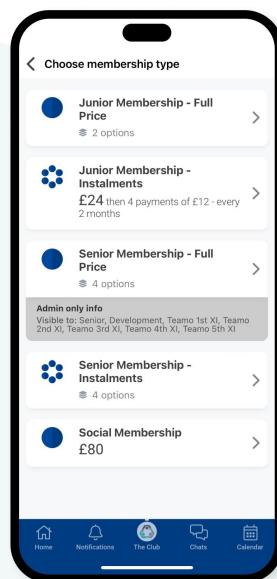 Choose membership type
Junior Membership - Full
Price
2 options
Junior Membership -
Instalments
£24 then 4 payments of £12 - every
2 months
Senior Membership - Full
Price
4 options
Admin only info
Visible to: Senior, Development, Teamo 1st XI, Teamo
2nd XI, Teamo 3rd XI, Teamo 4th XI, Teamo 5th XI
Senior Membership -
Instalments
4 options
Social Membership
£80
Home Notifications The Club Chats Calendar